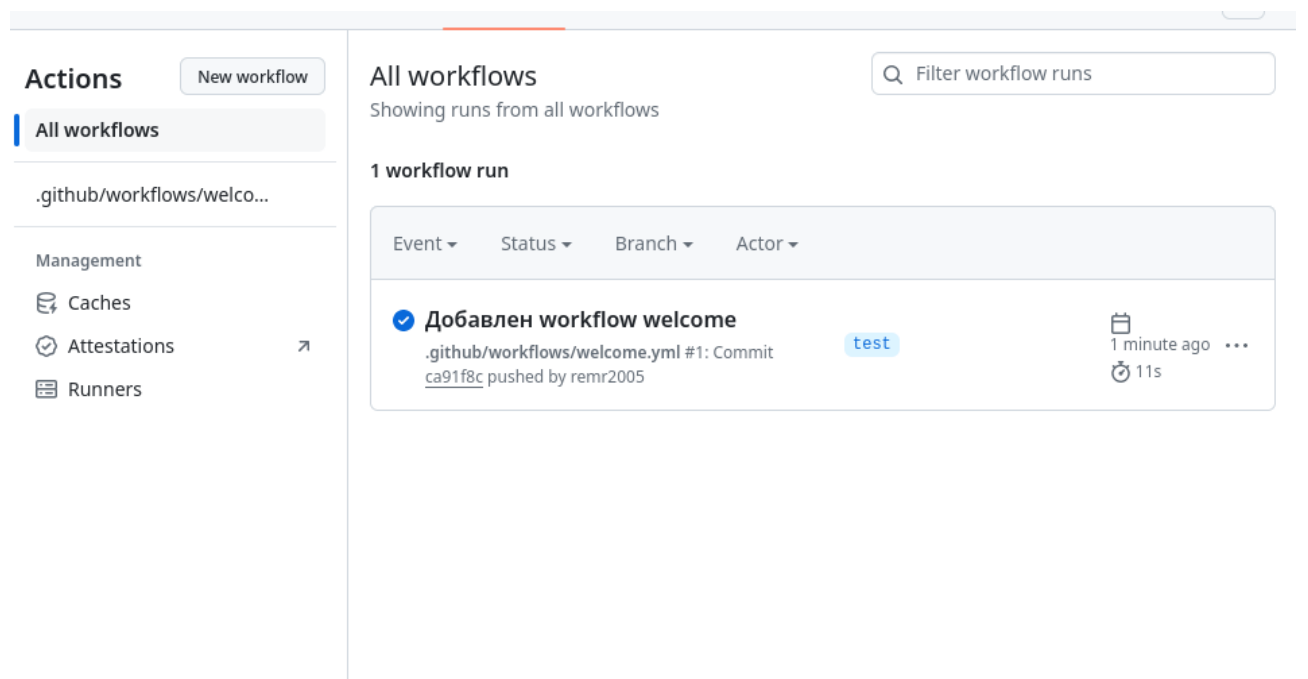 Actions
New workflow
All workflows
.github/workflows/welco...
Management
Caches
Attestations
Runners
All workflows
Showing runs from all workflows
Filter workflow runs
1 workflow run
Event
Status
Branch
Actor
Добавлен workflow welcome
.github/workflows/welcome.yml #1: Commit
ca91f8c pushed by remr2005
test
1 minute ago
11s